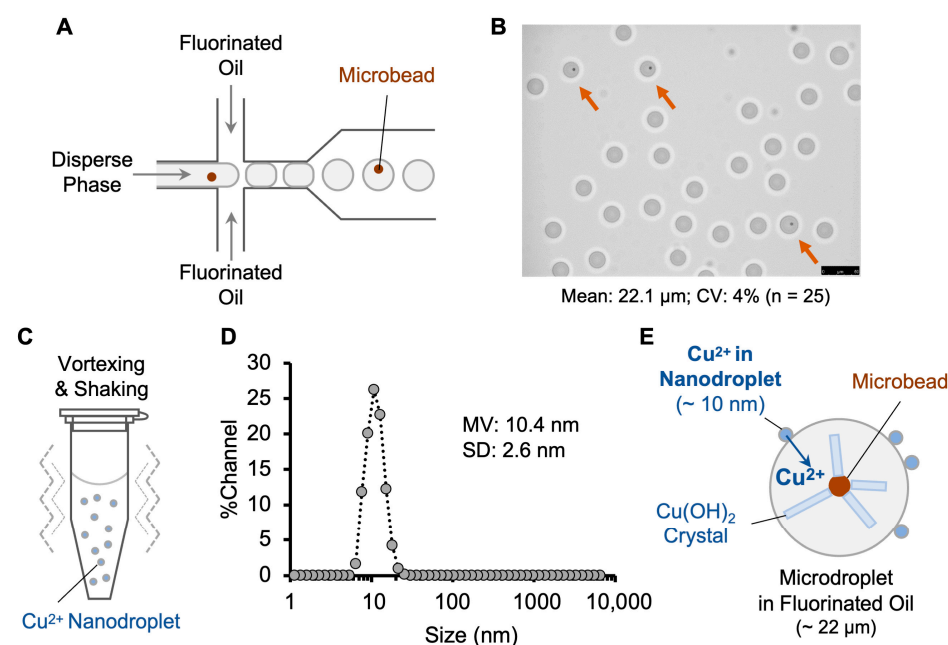 A
Fluorinated
Oil
Microbead
Disperse
Phase
Fluorinated
Oil
B
Mean: 22.1 µm; CV: 4% (n = 25)
C
Vortexing
& Shaking
Cu²⁺ Nanodroplet
D
%Channel
30
25
20
15
10
5
0
1
10
100
1000
10,000
Size (nm)
MV: 10.4 nm
SD: 2.6 nm
E
Cu²⁺ in
Nanodroplet
(~ 10 nm)
Microbead
Cu²⁺
Cu(OH)₂
Crystal
Microdroplet
in Fluorinated Oil
(~ 22 µm)